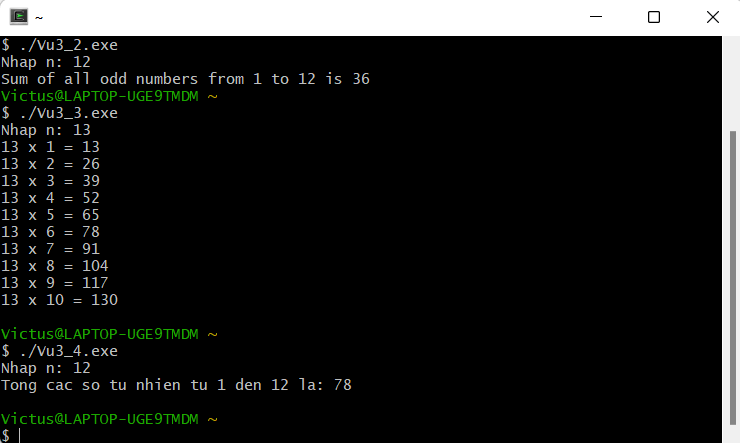 ~
$ ./Vu3_2.exe
Nhap n: 12
Sum of all odd numbers from 1 to 12 is 36
Victus@LAPTOP-UGE9TMDM ~
$ ./Vu3_3.exe
Nhap n: 13
13 x 1 = 13
13 x 2 = 26
13 x 3 = 39
13 x 4 = 52
13 x 5 = 65
13 x 6 = 78
13 x 7 = 91
13 x 8 = 104
13 x 9 = 117
13 x 10 = 130
Victus@LAPTOP-UGE9TMDM ~
$ ./Vu3_4.exe
Nhap n: 12
Tong cac so tu nhien tu 1 den 12 la: 78
Victus@LAPTOP-UGE9TMDM ~
$